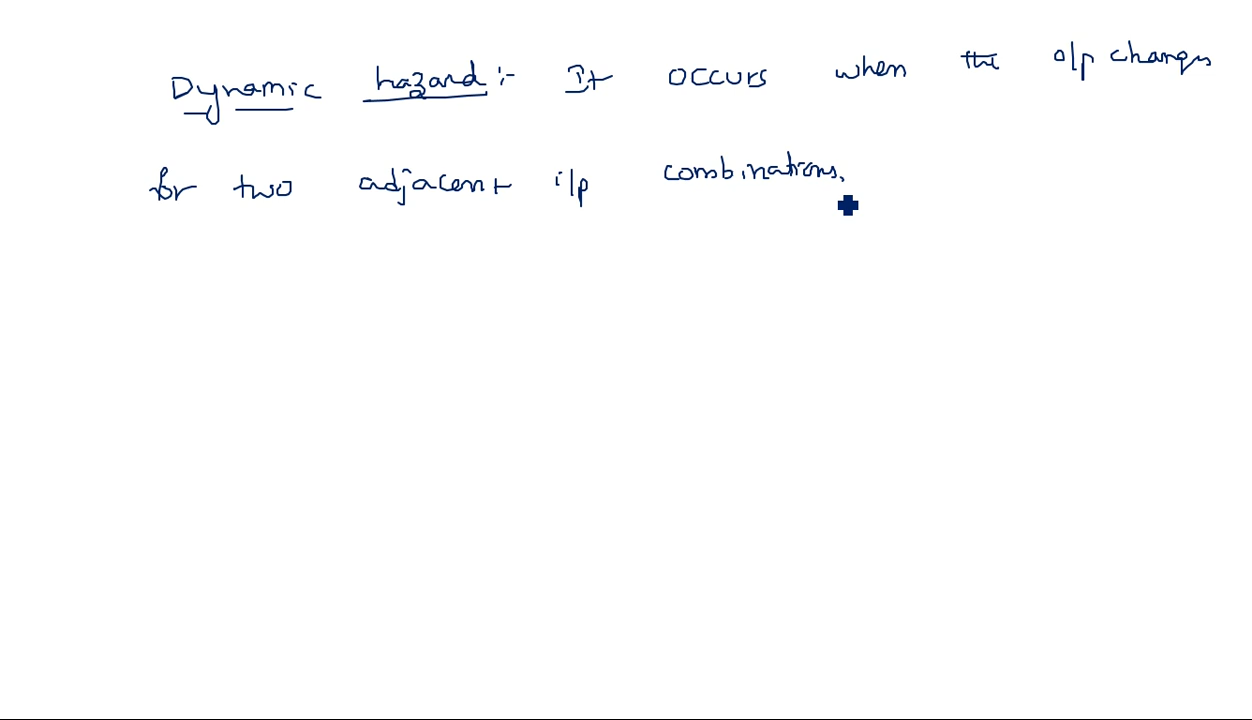 Dynamic hazard :- It occurs when the o/p changes
for two adjacent i/p combinations.